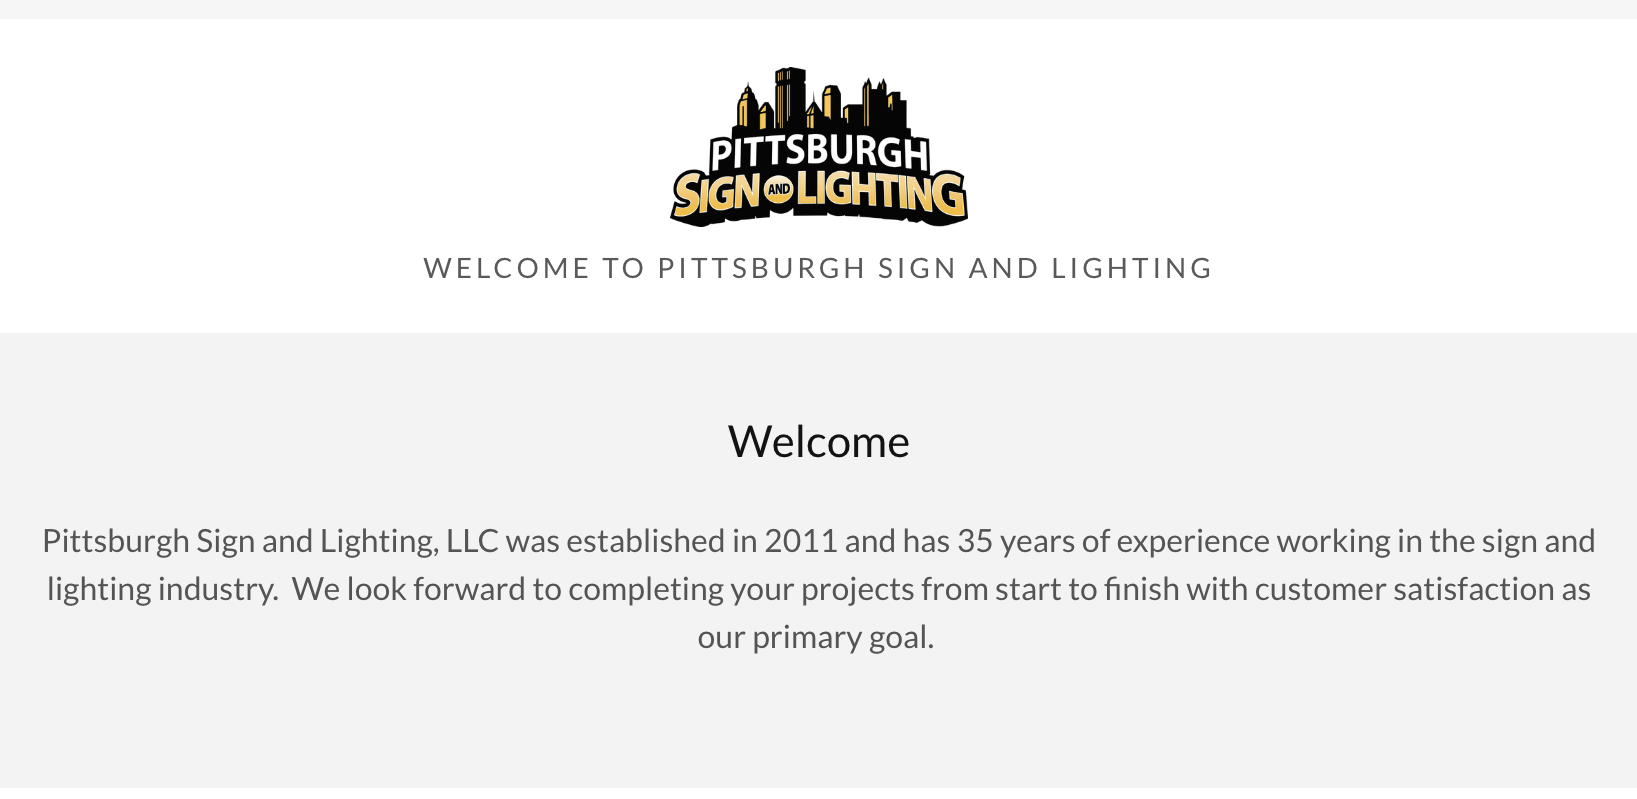 PITTSBURGH
SIGN AND LIGHTING
WELCOME TO PITTSBURGH SIGN AND LIGHTING
Welcome
Pittsburgh Sign and Lighting, LLC was established in 2011 and has 35 years of experience working in the sign and
lighting industry.  We look forward to completing your projects from start to finish with customer satisfaction as
our primary goal.